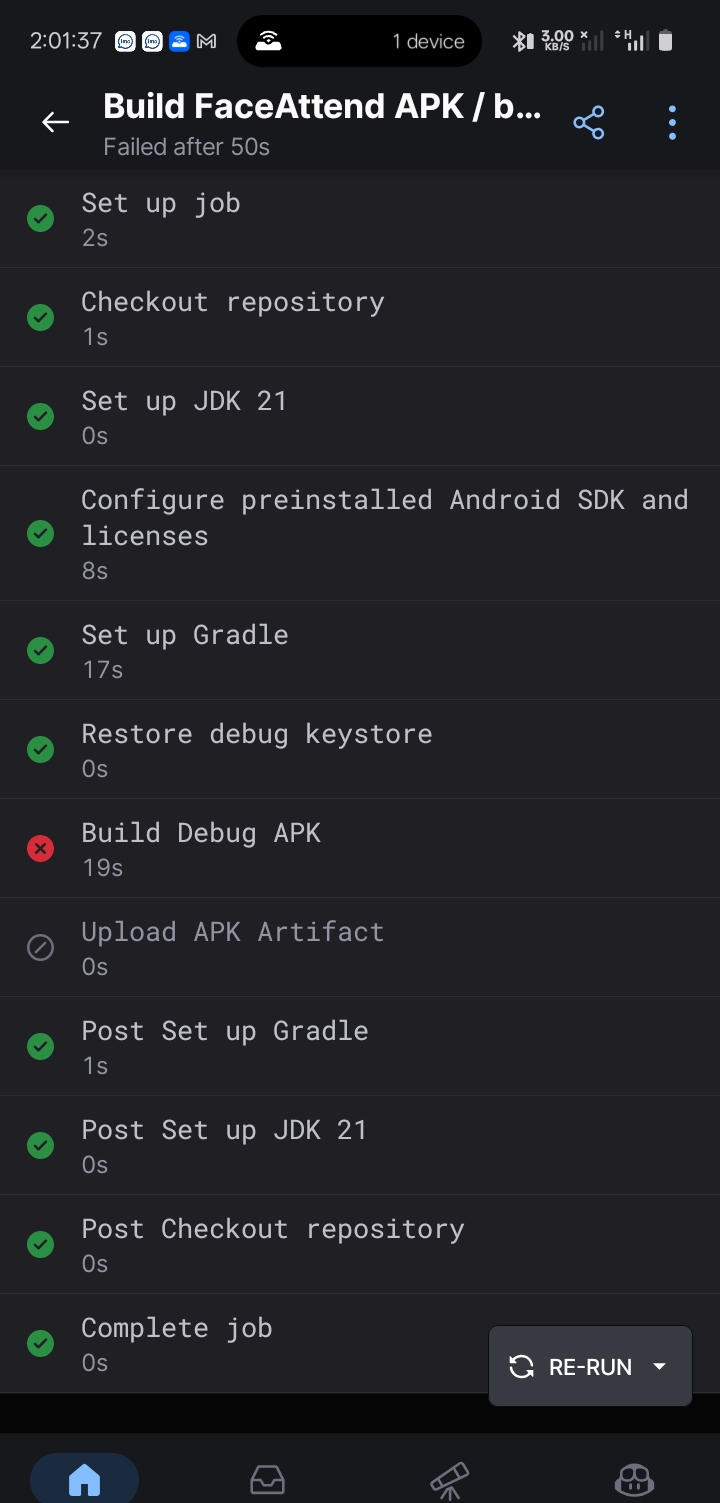 2:01:37
1 device
3.00
KB/S
H
Build FaceAttend APK / b...
Failed after 50s
Set up job
2s
Checkout repository
1s
Set up JDK 21
0s
Configure preinstalled Android SDK and
licenses
8s
Set up Gradle
17s
Restore debug keystore
0s
Build Debug APK
19s
Upload APK Artifact
0s
Post Set up Gradle
1s
Post Set up JDK 21
0s
Post Checkout repository
0s
Complete job
0s
RE-RUN